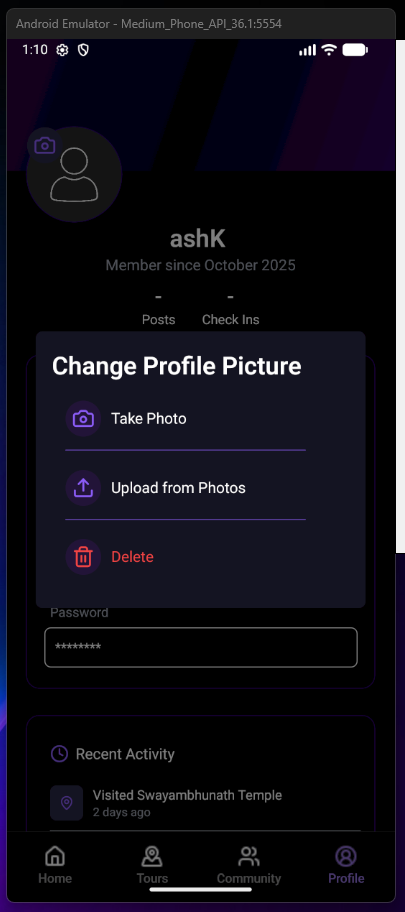 Android Emulator - Medium_Phone_API_36.1:5554
1:10
ashK
Member since October 2025
- -
Posts Check Ins
Change Profile Picture
Take Photo
Upload from Photos
Delete
Password
********
Recent Activity
Visited Swayambhunath Temple
2 days ago
Home Tours Community Profile